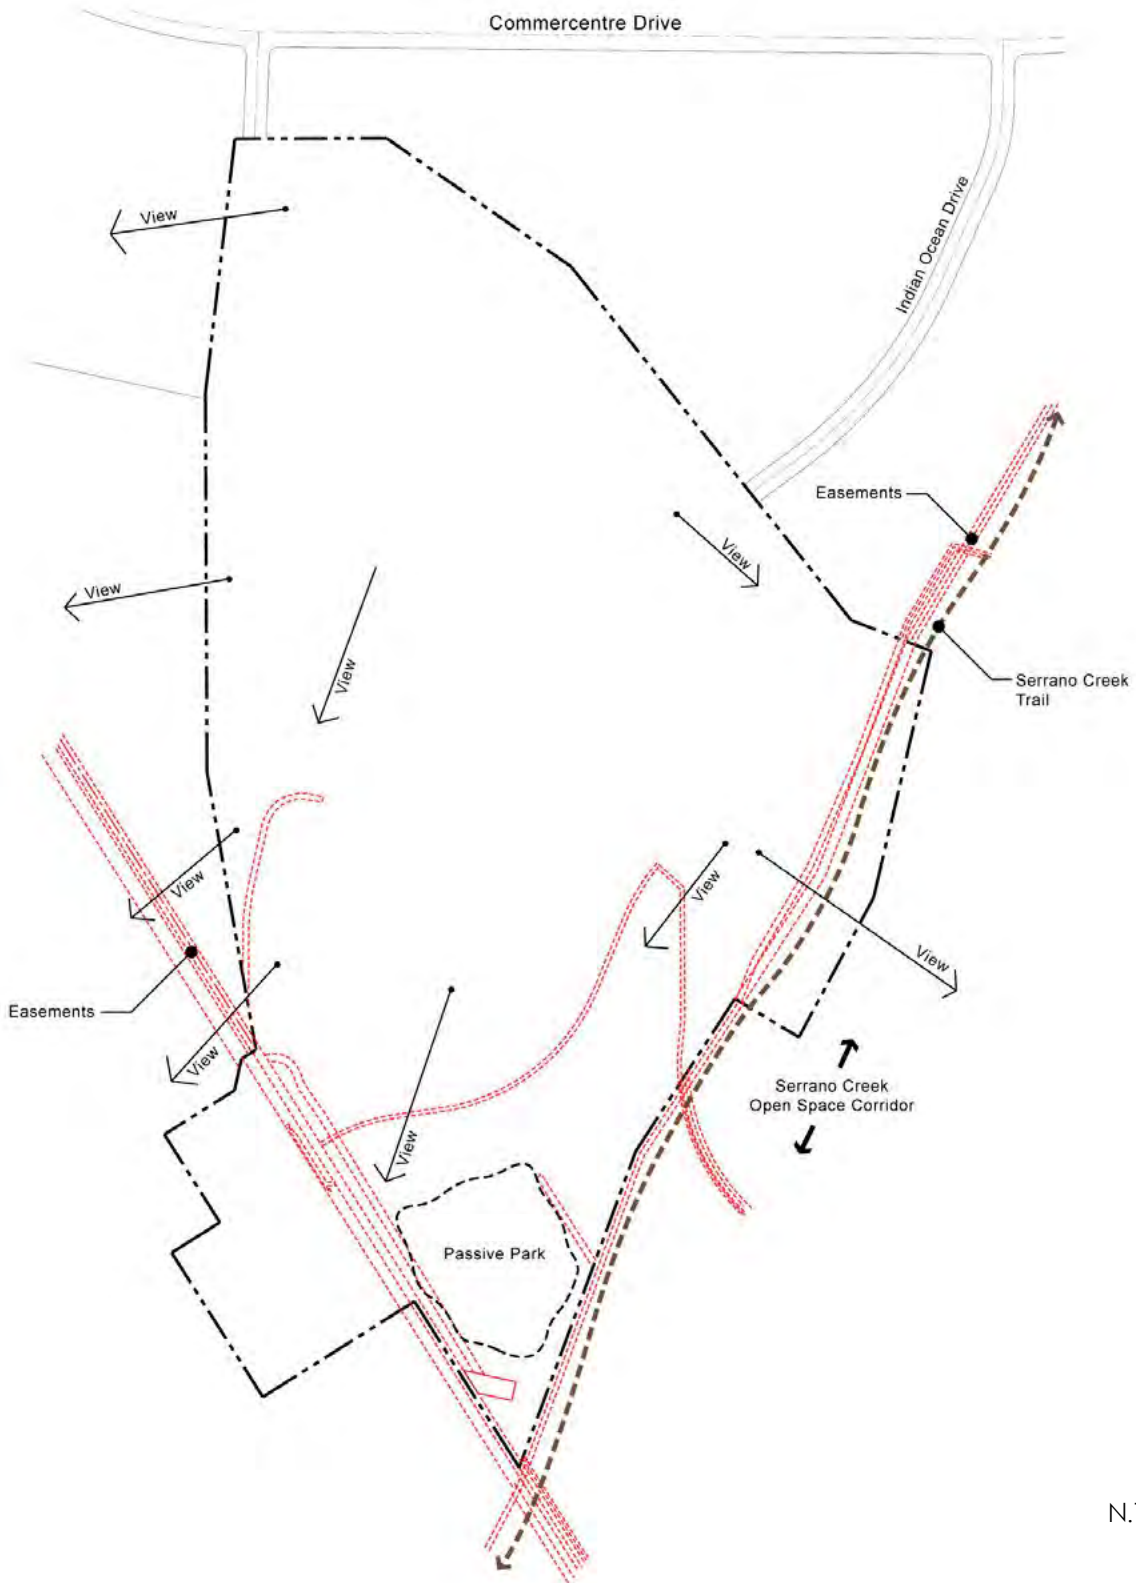 Commercentre Drive
View
Indian Ocean Drive
Easements
View
View
View
Serrano Creek
Trail
View
View
View
Easements
View
Serrano Creek
Open Space Corridor
View
Passive Park
N.